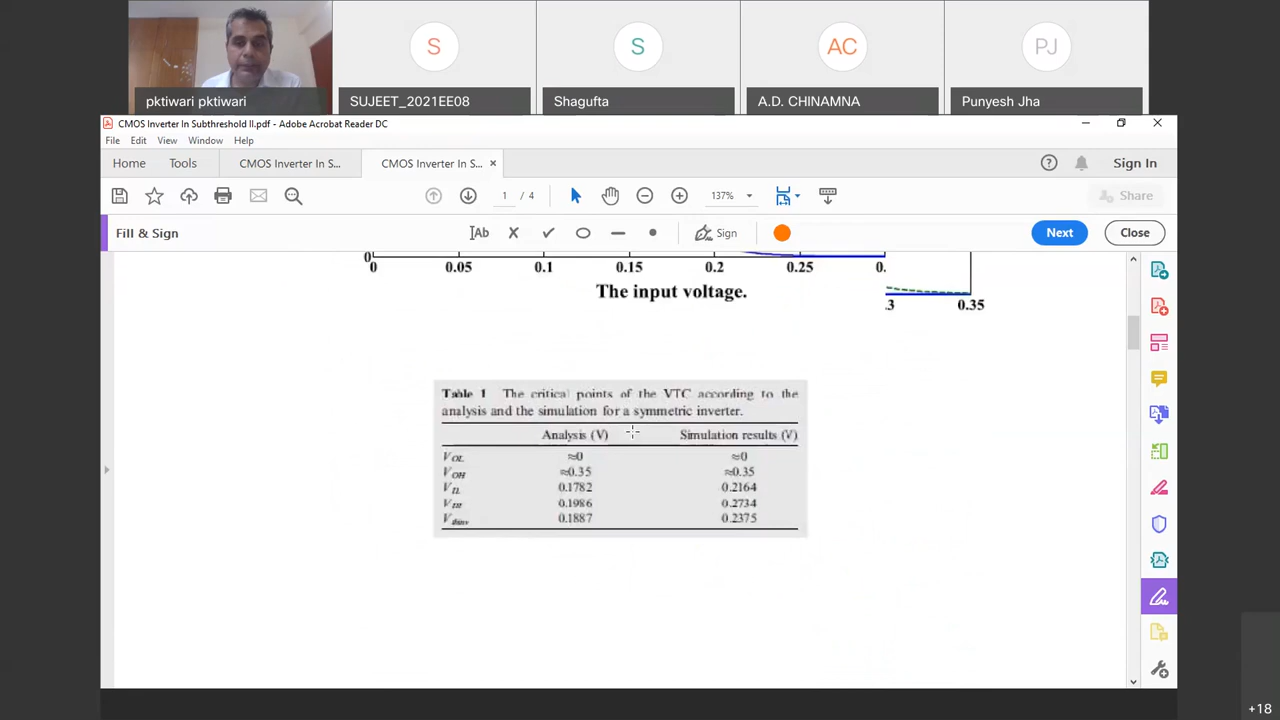 S
S
AC
PJ
pktiwari pktiwari
SUJEET_2021EE08
Shagufta
A.D. CHINAMNA
Punyesh Jha
CMOS Inverter In Subthreshold II.pdf - Adobe Acrobat Reader DC
File Edit View Window Help
Home Tools CMOS Inverter In S... CMOS Inverter In S... × Sign In
1 / 4 137% Share
Fill & Sign Ab Sign Next Close
0
0 0.05 0.1 0.15 0.2 0.25 0. .3 0.35
The input voltage.
Table 1 The critical points of the VTC according to the
analysis and the simulation for a symmetric inverter.
Analysis (V) Simulation results (V)
VOL ≈0 ≈0
VOH ≈0.35 ≈0.35
VIL 0.1782 0.2164
VIH 0.1986 0.2734
Vthinv 0.1887 0.2375
+18